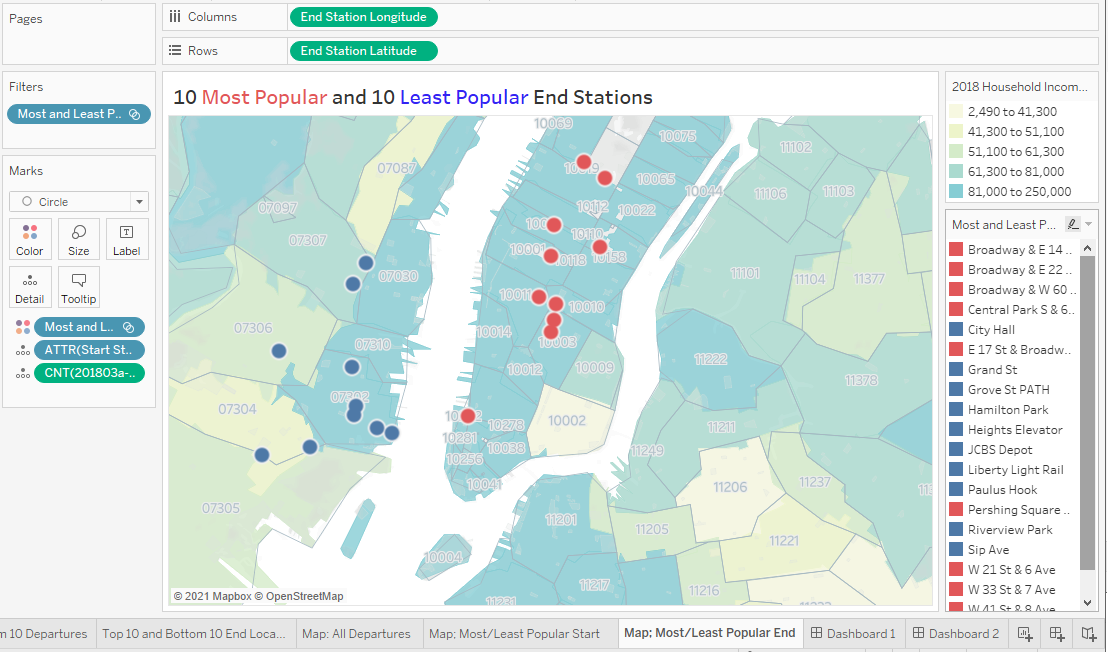 Pages
Columns
End Station Longitude
Rows
End Station Latitude
Filters
Most and Least P..
Marks
Circle
Color
Size
Label
Detail
Tooltip
Most and L..
ATTR(Start St..
CNT(201803a-..
10 Most Popular and 10 Least Popular End Stations
10069
10075
11102
07087
10065
10044
11106
11103
07097
10112
10022
07307
10110
10001
10118
10158
07030
11101
11104
11377
10011
10010
07306
10014
07310
10003
11222
10012
10009
11378
07302
07304
10002
10278
11211
10281
10038
11249
10256
10041
11206
11237
07305
11201
11205
11221
10004
11217
11216
11231
© 2021 Mapbox © OpenStreetMap
2018 Household Incom...
2,490 to 41,300
41,300 to 51,100
51,100 to 61,300
61,300 to 81,000
81,000 to 250,000
Most and Least P...
Broadway & E 14 ..
Broadway & E 22 ..
Broadway & W 60 ..
Central Park S & 6..
City Hall
E 17 St & Broadw..
Grand St
Grove St PATH
Hamilton Park
Heights Elevator
JCBS Depot
Liberty Light Rail
Paulus Hook
Pershing Square ..
Riverview Park
Sip Ave
W 21 St & 6 Ave
W 33 St & 7 Ave
W 41 St & 8 Ave
10 Departures
Top 10 and Bottom 10 End Loca...
Map: All Departures
Map; Most/Least Popular Start
Map; Most/Least Popular End
Dashboard 1
Dashboard 2